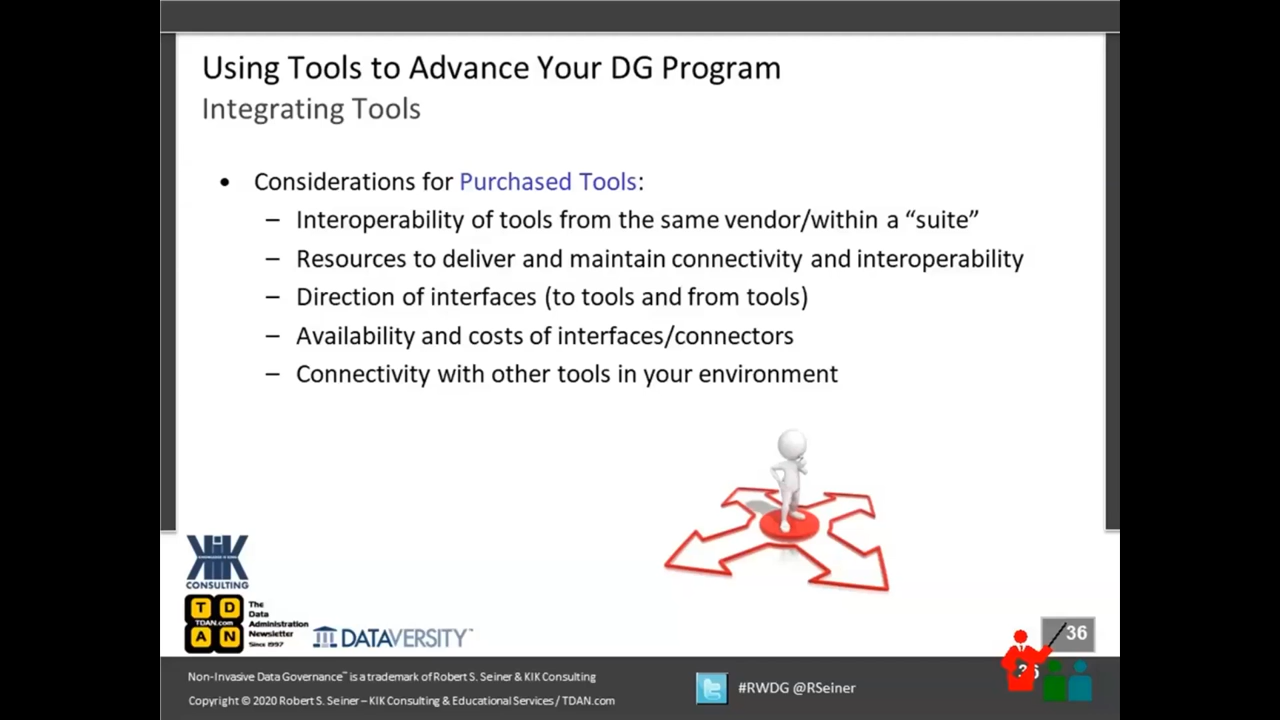 Using Tools to Advance Your DG Program
Integrating Tools
• Considerations for Purchased Tools:
– Interoperability of tools from the same vendor/within a “suite”
– Resources to deliver and maintain connectivity and interoperability
– Direction of interfaces (to tools and from tools)
– Availability and costs of interfaces/connectors
– Connectivity with other tools in your environment
KIK
CONSULTING
T D
TDAN.com
A N
The
Data
Administration
Newsletter
Since 1997
DATAVERSITY™
36
Non-Invasive Data Governance™ is a trademark of Robert S. Seiner & KIK Consulting
Copyright © 2020 Robert S. Seiner – KIK Consulting & Educational Services / TDAN.com
#RWDG @RSeiner